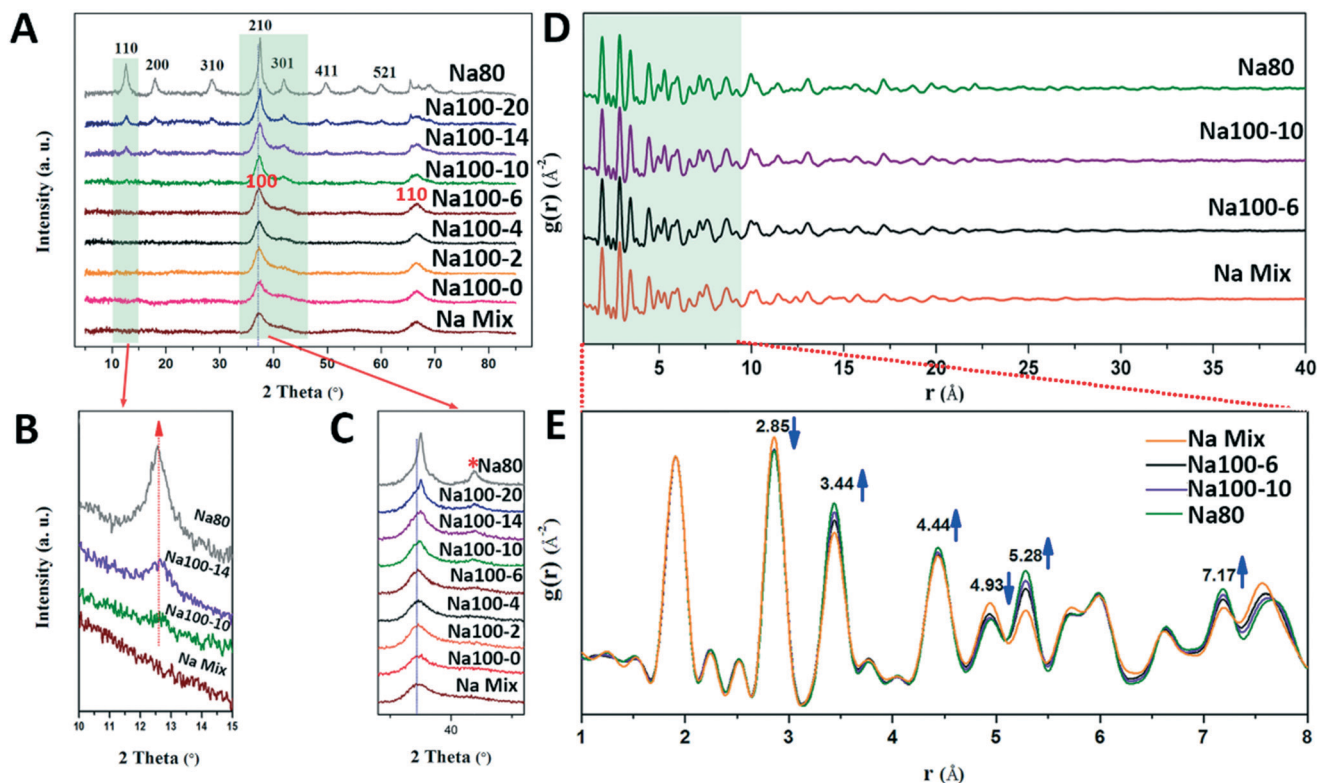 A
Intensity (a. u.)
110
200
310
210
301
411
521
Na80
Na100-20
Na100-14
Na100-10
100
110
Na100-6
Na100-4
Na100-2
Na100-0
Na Mix
10 20 30 40 50 60 70 80
2 Theta (°)
D
g(r) (Å⁻²)
Na80
Na100-10
Na100-6
Na Mix
5 10 15 20 25 30 35 40
r (Å)
B
Intensity (a. u.)
Na80
Na100-14
Na100-10
Na Mix
10 11 12 13 14 15
2 Theta (°)
C
*
Na80
Na100-20
Na100-14
Na100-10
Na100-6
Na100-4
Na100-2
Na100-0
Na Mix
40
2 Theta (°)
E
g(r) (Å⁻²)
2.85
3.44
4.44
4.93
5.28
7.17
Na Mix
Na100-6
Na100-10
Na80
1 2 3 4 5 6 7 8
r (Å)